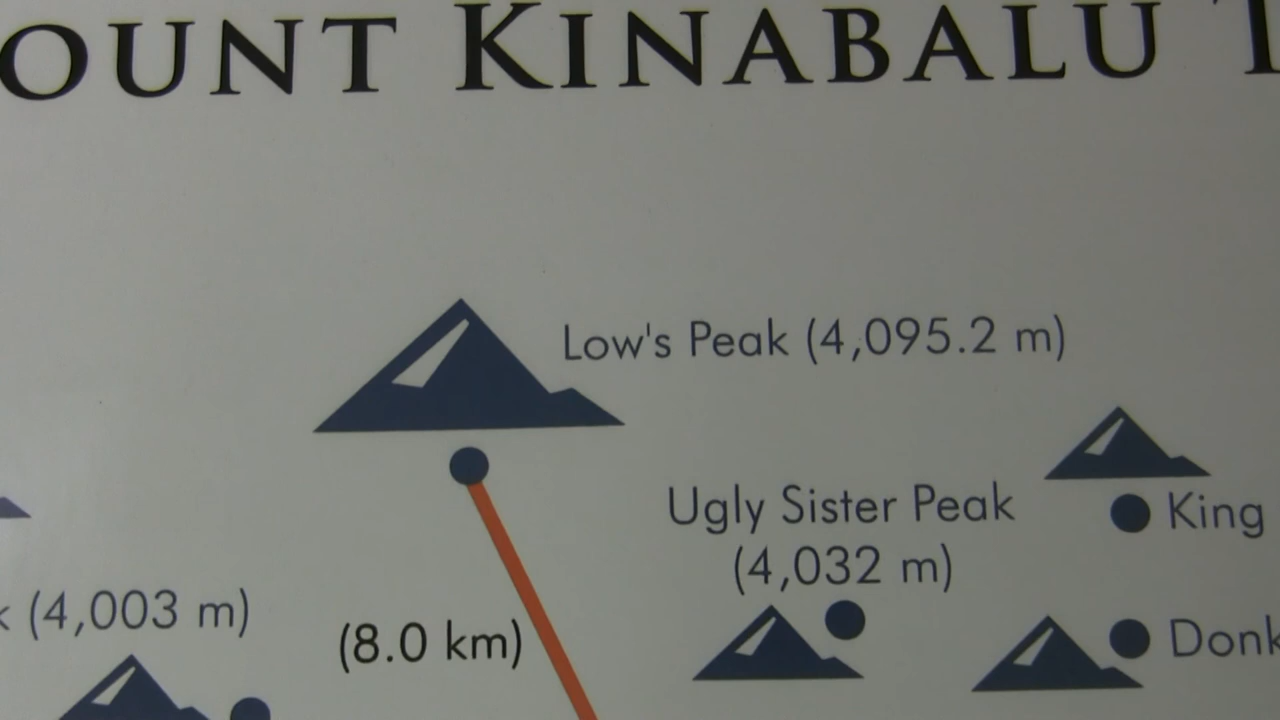 OUNT KINABALU
Low's Peak (4,095.2 m)
Ugly Sister Peak
(4,032 m)
King
(4,003 m)
(8.0 km)
Donk